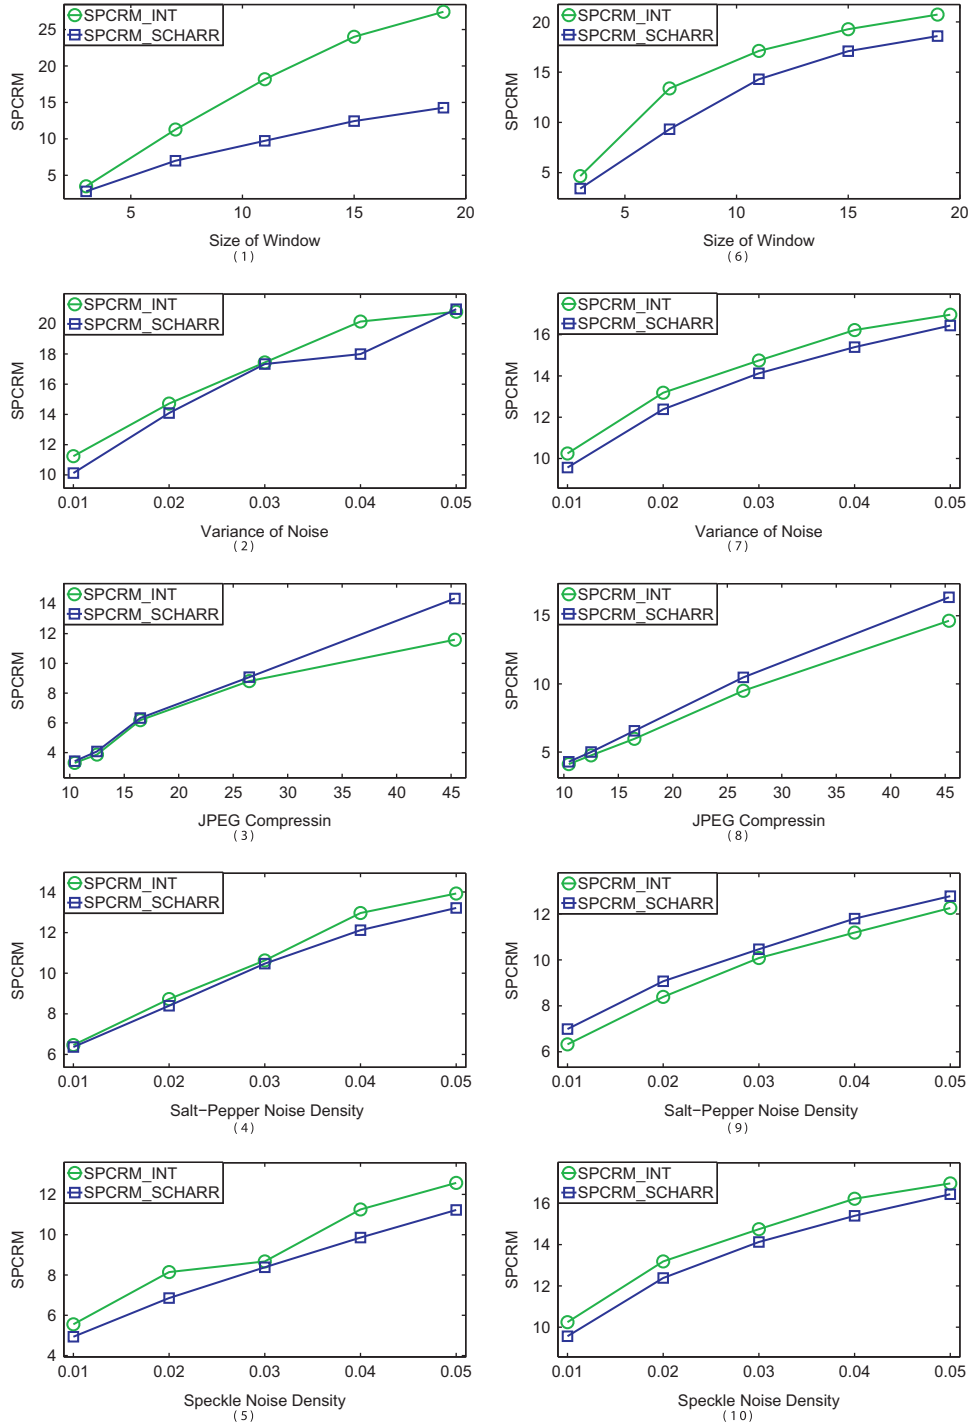 SPCRM_INT
SPCRM_SCHARR
25
20
15
10
5
SPCRM
5 10 15 20
Size of Window
(1)
SPCRM_INT
SPCRM_SCHARR
20
15
10
5
SPCRM
5 10 15 20
Size of Window
(6)
SPCRM_INT
SPCRM_SCHARR
20
18
16
14
12
10
SPCRM
0.01 0.02 0.03 0.04 0.05
Variance of Noise
(2)
SPCRM_INT
SPCRM_SCHARR
16
14
12
10
SPCRM
0.01 0.02 0.03 0.04 0.05
Variance of Noise
(7)
SPCRM_INT
SPCRM_SCHARR
14
12
10
8
6
4
SPCRM
10 15 20 25 30 35 40 45
JPEG Compressin
(3)
SPCRM_INT
SPCRM_SCHARR
15
10
5
SPCRM
10 15 20 25 30 35 40 45
JPEG Compressin
(8)
SPCRM_INT
SPCRM_SCHARR
14
12
10
8
6
SPCRM
0.01 0.02 0.03 0.04 0.05
Salt−Pepper Noise Density
(4)
SPCRM_INT
SPCRM_SCHARR
12
10
8
6
SPCRM
0.01 0.02 0.03 0.04 0.05
Salt−Pepper Noise Density
(9)
SPCRM_INT
SPCRM_SCHARR
12
10
8
6
4
SPCRM
0.01 0.02 0.03 0.04 0.05
Speckle Noise Density
(5)
SPCRM_INT
SPCRM_SCHARR
16
14
12
10
SPCRM
0.01 0.02 0.03 0.04 0.05
Speckle Noise Density
(10)